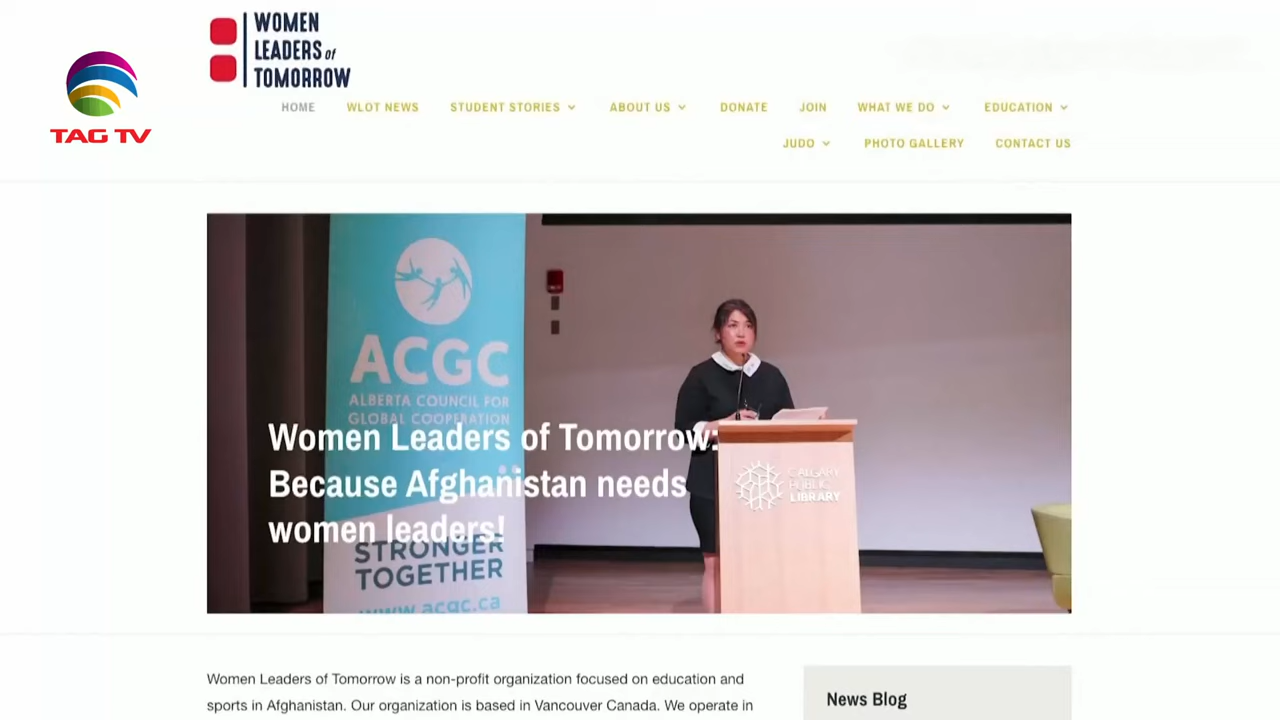 WOMEN
LEADERS of
TOMORROW
TAG TV
HOME WLOT NEWS STUDENT STORIES ABOUT US DONATE JOIN WHAT WE DO EDUCATION
JUDO PHOTO GALLERY CONTACT US
ACGC
ALBERTA COUNCIL FOR
GLOBAL COOPERATION
Women Leaders of Tomorrow:
Because Afghanistan needs
women leaders!
CALGARY
PUBLIC
LIBRARY
STRONGER
TOGETHER
www.acgc.ca
Women Leaders of Tomorrow is a non-profit organization focused on education and
sports in Afghanistan. Our organization is based in Vancouver Canada. We operate in
News Blog